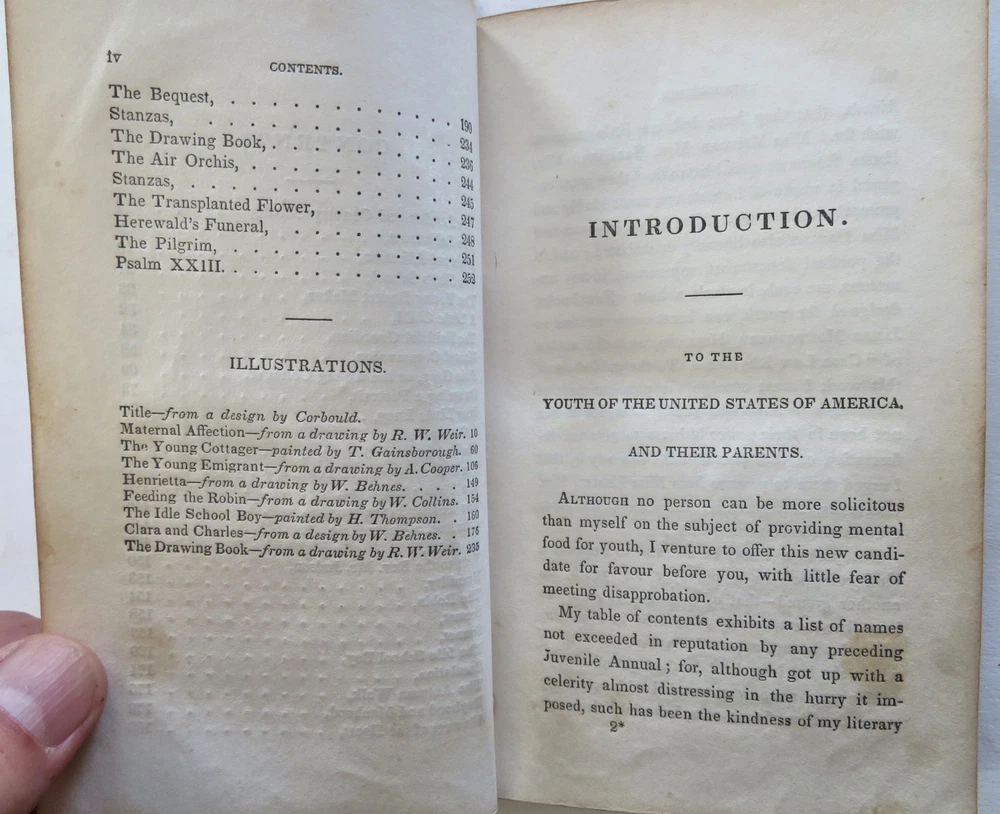 iv
CONTENTS.
The Bequest, . . . . . . . . . . . 190
Stanzas, . . . . . . . . . . . 234
The Drawing Book, . . . . . . . . . . 236
The Air Orchis, . . . . . . . . . . 244
Stanzas, . . . . . . . . . . . . 245
The Transplanted Flower, . . . . . . . 247
Herewald's Funeral, . . . . . . . . 248
The Pilgrim, . . . . . . . . . . 251
Psalm XXIII. . . . . . . . . . . 252
ILLUSTRATIONS.
Title—from a design by Corbould.
Maternal Affection—from a drawing by R. W. Weir. 10
The Young Cottager—painted by T. Gainsborough. 60
The Young Emigrant—from a drawing by A. Cooper. 106
Henrietta—from a drawing by W. Behnes. . . . 149
Feeding the Robin—from a drawing by W. Collins. 154
The Idle School Boy—painted by H. Thompson. . 160
Clara and Charles—from a design by W. Behnes. . 175
The Drawing Book—from a drawing by R. W. Weir. 235
INTRODUCTION.
TO THE
YOUTH OF THE UNITED STATES OF AMERICA,
AND THEIR PARENTS.
ALTHOUGH no person can be more solicitous
than myself on the subject of providing mental
food for youth, I venture to offer this new candi-
date for favour before you, with little fear of
meeting disapprobation.
My table of contents exhibits a list of names
not exceeded in reputation by any preceding
Juvenile Annual; for, although got up with a
celerity almost distressing in the hurry it im-
posed, such has been the kindness of my literary
2*